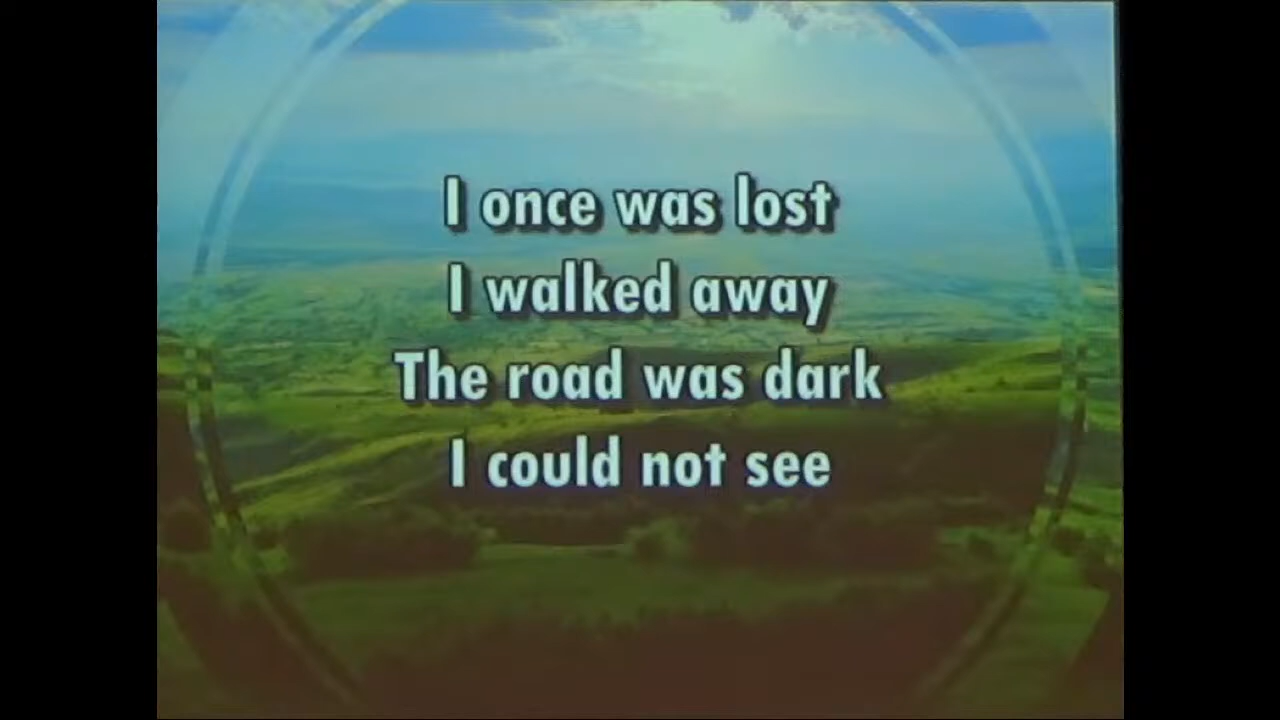 I once was lost
I walked away
The road was dark
I could not see